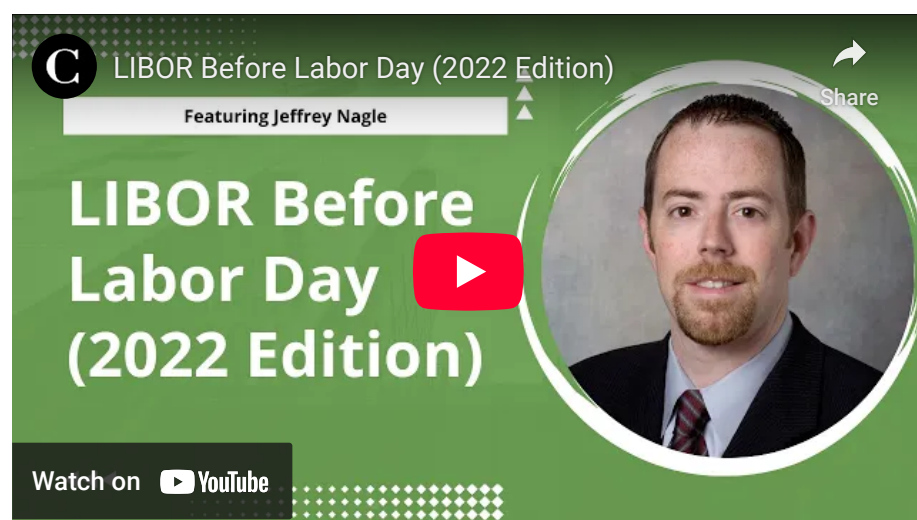 C
LIBOR Before Labor Day (2022 Edition)
Share
Featuring Jeffrey Nagle
LIBOR Before
Labor Day
(2022 Edition)
Watch on YouTube